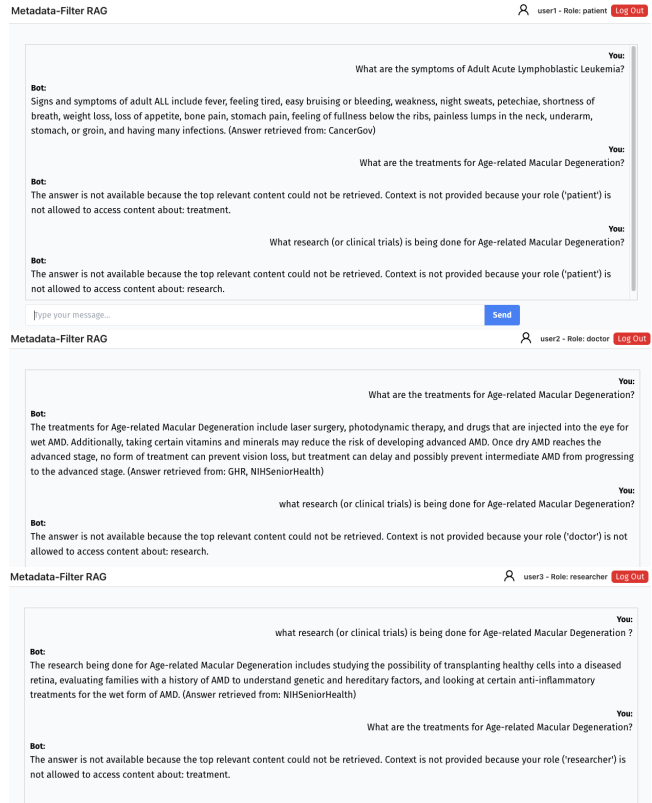 Metadata-Filter RAG
user1 - Role: patient Log Out
You:
What are the symptoms of Adult Acute Lymphoblastic Leukemia?
Bot:
Signs and symptoms of adult ALL include fever, feeling tired, easy bruising or bleeding, weakness, night sweats, petechiae, shortness of
breath, weight loss, loss of appetite, bone pain, stomach pain, feeling of fullness below the ribs, painless lumps in the neck, underarm,
stomach, or groin, and having many infections. (Answer retrieved from: CancerGov)
You:
What are the treatments for Age-related Macular Degeneration?
Bot:
The answer is not available because the top relevant content could not be retrieved. Context is not provided because your role ('patient') is
not allowed to access content about: treatment.
You:
What research (or clinical trials) is being done for Age-related Macular Degeneration?
Bot:
The answer is not available because the top relevant content could not be retrieved. Context is not provided because your role ('patient') is
not allowed to access content about: research.
Type your message...
Send
Metadata-Filter RAG
user2 - Role: doctor Log Out
You:
What are the treatments for Age-related Macular Degeneration?
Bot:
The treatments for Age-related Macular Degeneration include laser surgery, photodynamic therapy, and drugs that are injected into the eye for
wet AMD. Additionally, taking certain vitamins and minerals may reduce the risk of developing advanced AMD. Once dry AMD reaches the
advanced stage, no form of treatment can prevent vision loss, but treatment can delay and possibly prevent intermediate AMD from progressing
to the advanced stage. (Answer retrieved from: GHR, NIHSeniorHealth)
You:
what research (or clinical trials) is being done for Age-related Macular Degeneration?
Bot:
The answer is not available because the top relevant content could not be retrieved. Context is not provided because your role ('doctor') is not
allowed to access content about: research.
Metadata-Filter RAG
user3 - Role: researcher Log Out
You:
what research (or clinical trials) is being done for Age-related Macular Degeneration ?
Bot:
The research being done for Age-related Macular Degeneration includes studying the possibility of transplanting healthy cells into a diseased
retina, evaluating families with a history of AMD to understand genetic and hereditary factors, and looking at certain anti-inflammatory
treatments for the wet form of AMD. (Answer retrieved from: NIHSeniorHealth)
You:
What are the treatments for Age-related Macular Degeneration?
Bot:
The answer is not available because the top relevant content could not be retrieved. Context is not provided because your role ('researcher') is
not allowed to access content about: treatment.